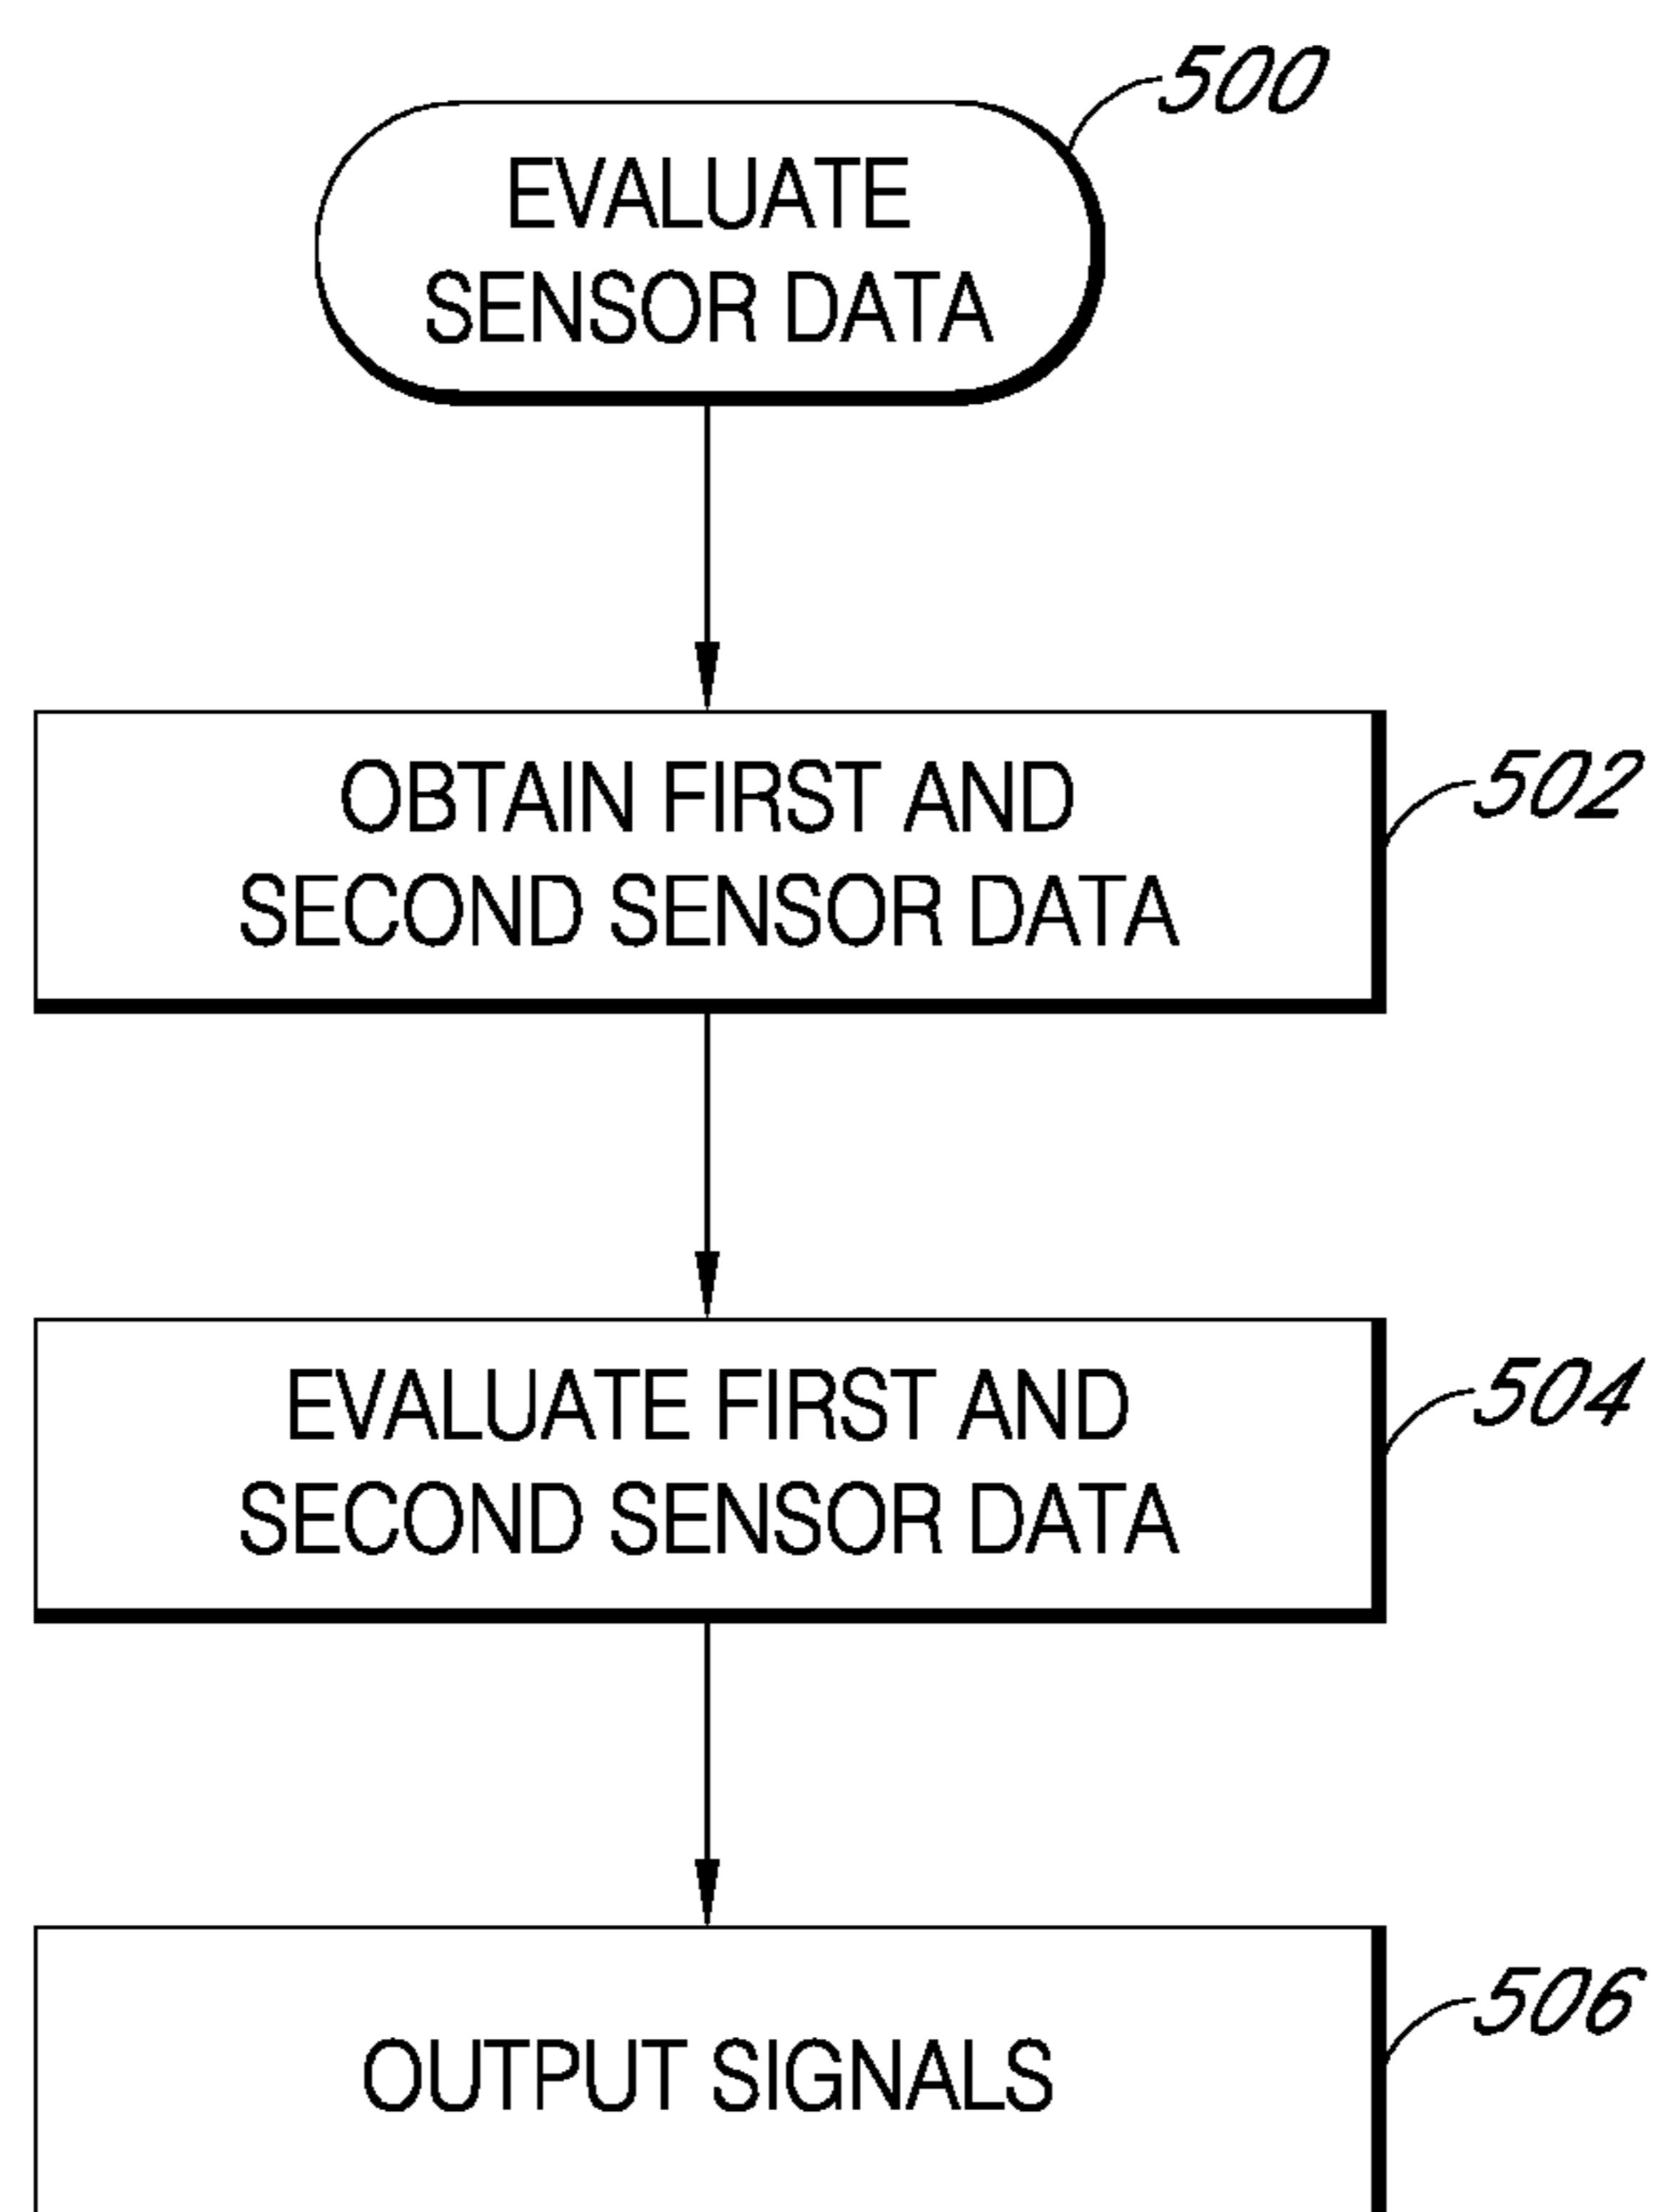 500
EVALUATE
SENSOR DATA
OBTAIN FIRST AND
SECOND SENSOR DATA
502
EVALUATE FIRST AND
SECOND SENSOR DATA
504
OUTPUT SIGNALS
506